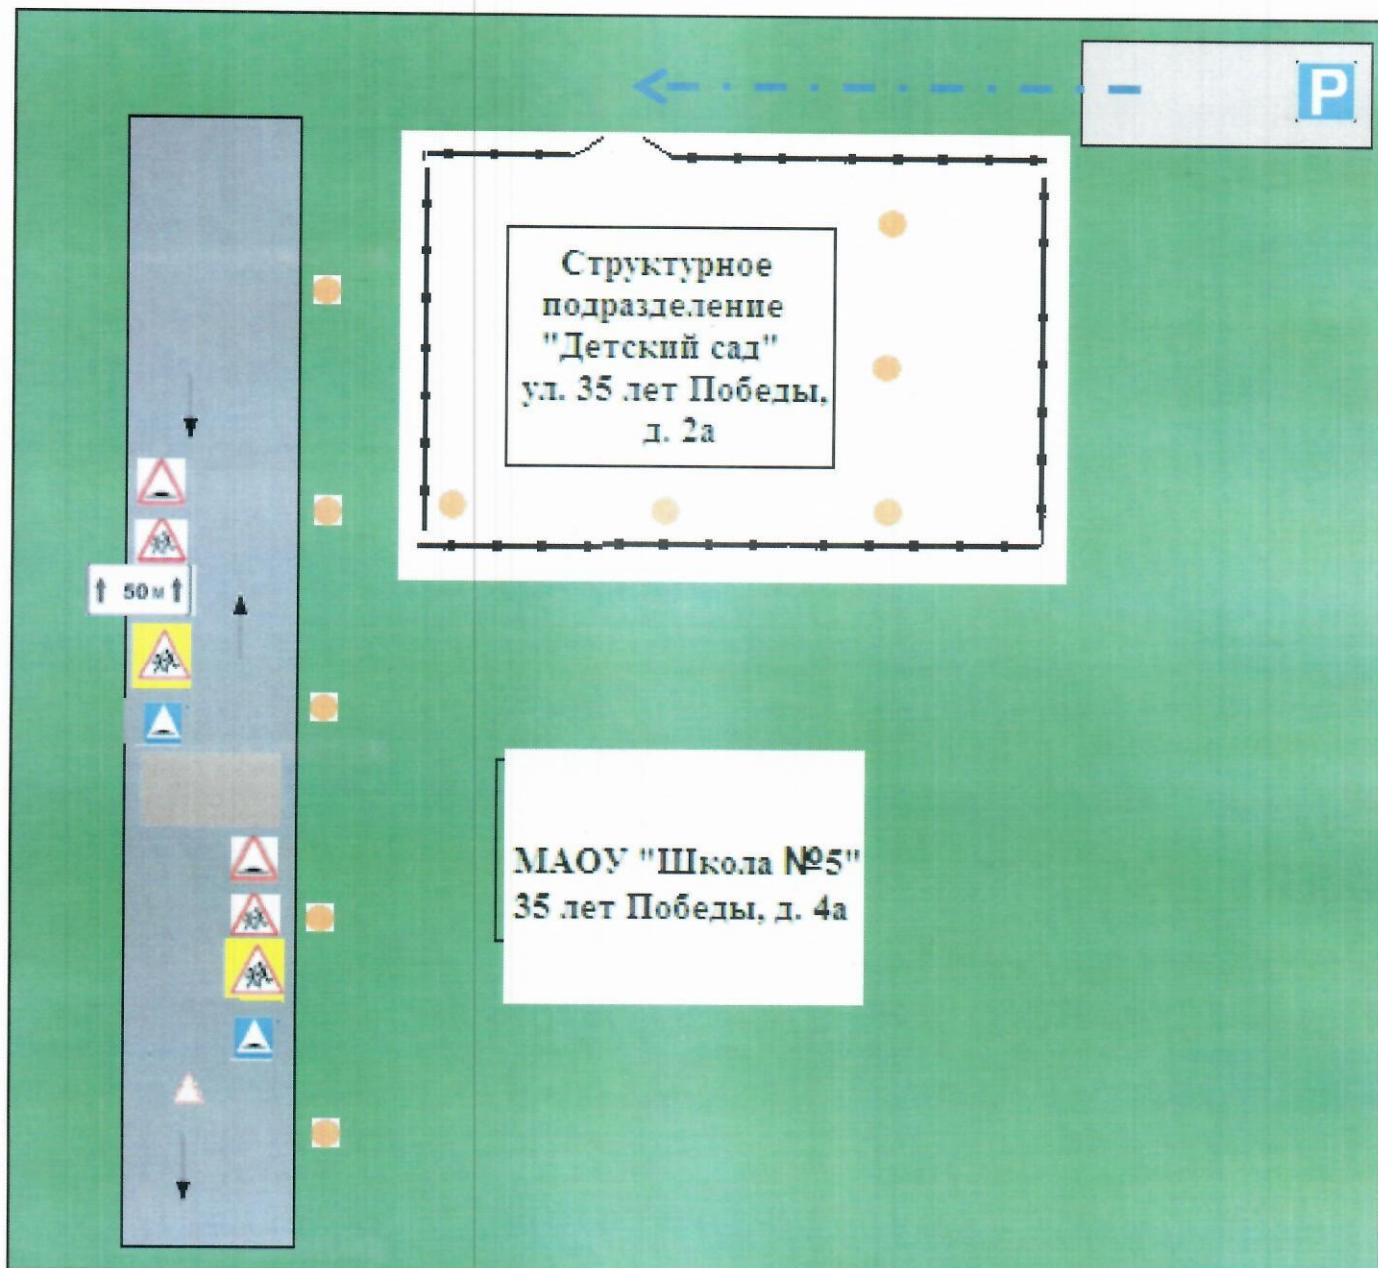 P
Структурное
подразделение
"Детский сад"
ул. 35 лет Победы,
д. 2а
50 м
МАОУ "Школа №5"
35 лет Победы, д. 4а